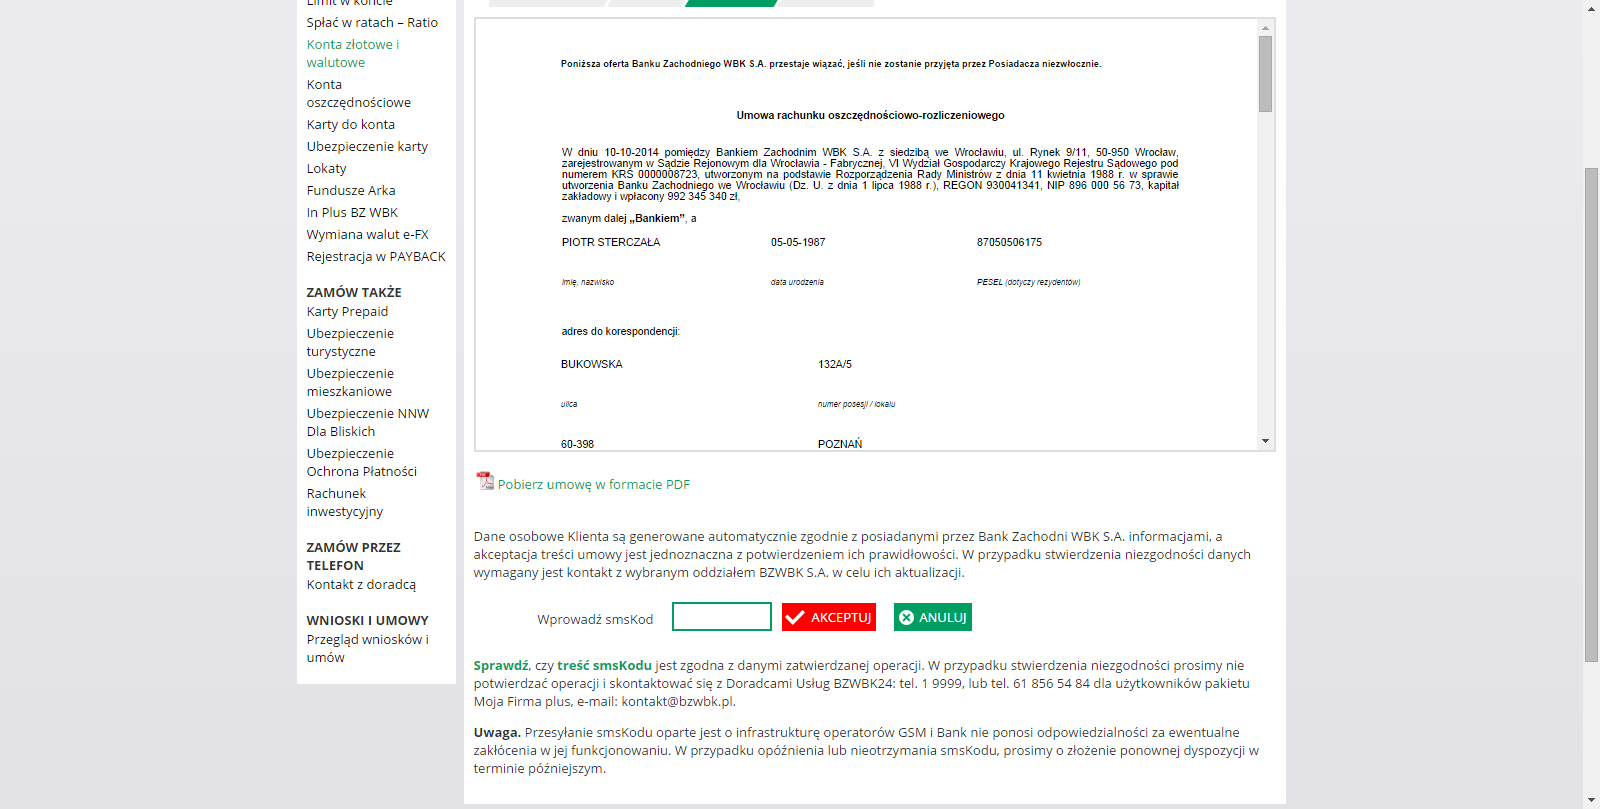 Limit w koncie
Spłać w ratach – Ratio
Konta złotowe i
walutowe
Konta
oszczędnościowe
Karty do konta
Ubezpieczenie karty
Lokaty
Fundusze Arka
In Plus BZ WBK
Wymiana walut e-FX
Rejestracja w PAYBACK
ZAMÓW TAKŻE
Karty Prepaid
Ubezpieczenie
turystyczne
Ubezpieczenie
mieszkaniowe
Ubezpieczenie NNW
Dla Bliskich
Ubezpieczenie
Ochrona Płatności
Rachunek
inwestycyjny
ZAMÓW PRZEZ
TELEFON
Kontakt z doradcą
WNIOSKI I UMOWY
Przegląd wniosków i
umów
Poniższa oferta Banku Zachodniego WBK S.A. przestaje wiązać, jeśli nie zostanie przyjęta przez Posiadacza niezwłocznie.
Umowa rachunku oszczędnościowo-rozliczeniowego
W dniu 10-10-2014 pomiędzy Bankiem Zachodnim WBK S.A. z siedzibą we Wrocławiu, ul. Rynek 9/11, 50-950 Wrocław,
zarejestrowanym w Sądzie Rejonowym dla Wrocławia - Fabrycznej, VI Wydział Gospodarczy Krajowego Rejestru Sądowego pod
numerem KRS 0000008723, utworzonym na podstawie Rozporządzenia Rady Ministrów z dnia 11 kwietnia 1988 r. w sprawie
utworzenia Banku Zachodniego we Wrocławiu (Dz. U. z dnia 1 lipca 1988 r.), REGON 930041341, NIP 896 000 56 73, kapitał
zakładowy i wpłacony 992 345 340 zł,
zwanym dalej „Bankiem”, a
PIOTR STERCZAŁA 05-05-1987 87050506175
imię, nazwisko data urodzenia PESEL (dotyczy rezydentów)
adres do korespondencji:
BUKOWSKA 132A/5
ulica numer posesji / lokalu
60-398 POZNAŃ
Pobierz umowę w formacie PDF
Dane osobowe Klienta są generowane automatycznie zgodnie z posiadanymi przez Bank Zachodni WBK S.A. informacjami, a
akceptacja treści umowy jest jednoznaczna z potwierdzeniem ich prawidłowości. W przypadku stwierdzenia niezgodności danych
wymagany jest kontakt z wybranym oddziałem BZWBK S.A. w celu ich aktualizacji.
Wprowadź smsKod AKCEPTUJ ANULUJ
Sprawdź, czy treść smsKodu jest zgodna z danymi zatwierdzanej operacji. W przypadku stwierdzenia niezgodności prosimy nie
potwierdzać operacji i skontaktować się z Doradcami Usług BZWBK24: tel. 1 9999, lub tel. 61 856 54 84 dla użytkowników pakietu
Moja Firma plus, e-mail: kontakt@bzwbk.pl.
Uwaga. Przesyłanie smsKodu oparte jest o infrastrukturę operatorów GSM i Bank nie ponosi odpowiedzialności za ewentualne
zakłócenia w jej funkcjonowaniu. W przypadku opóźnienia lub nieotrzymania smsKodu, prosimy o złożenie ponownej dyspozycji w
terminie późniejszym.